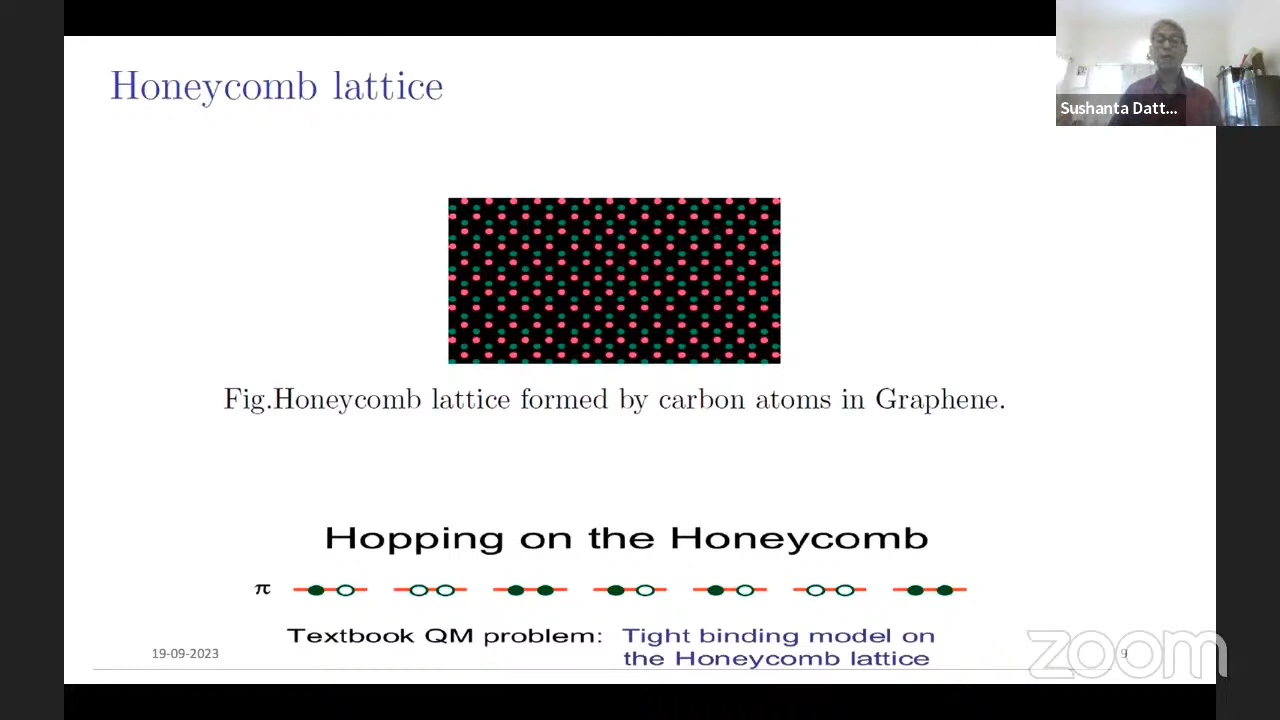 Honeycomb lattice
Sushanta Datt...
Fig.Honeycomb lattice formed by carbon atoms in Graphene.
Hopping on the Honeycomb
π
Textbook QM problem: Tight binding model on
the Honeycomb lattice
19-09-2023
9
zoom